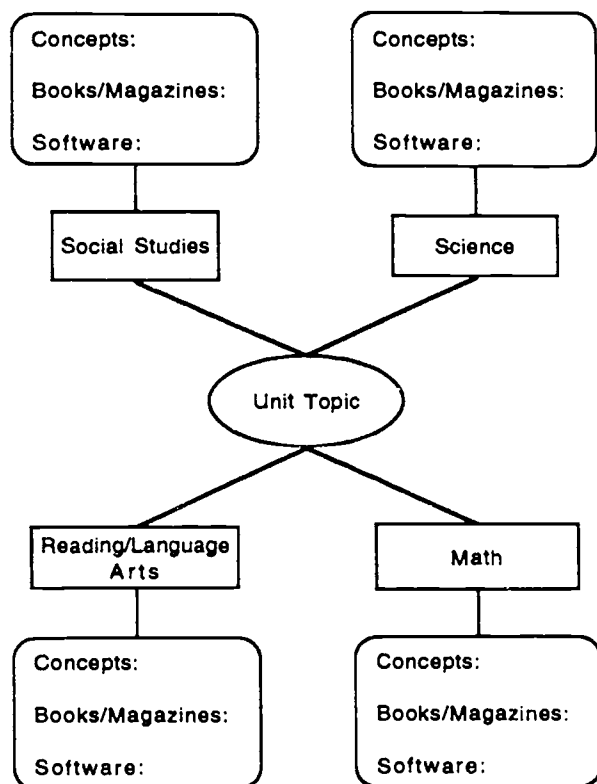 Concepts:
Books/Magazines:
Software:
Concepts:
Books/Magazines:
Software:
Social Studies
Science
Unit Topic
Reading/Language
Arts
Math
Concepts:
Books/Magazines:
Software:
Concepts:
Books/Magazines:
Software: